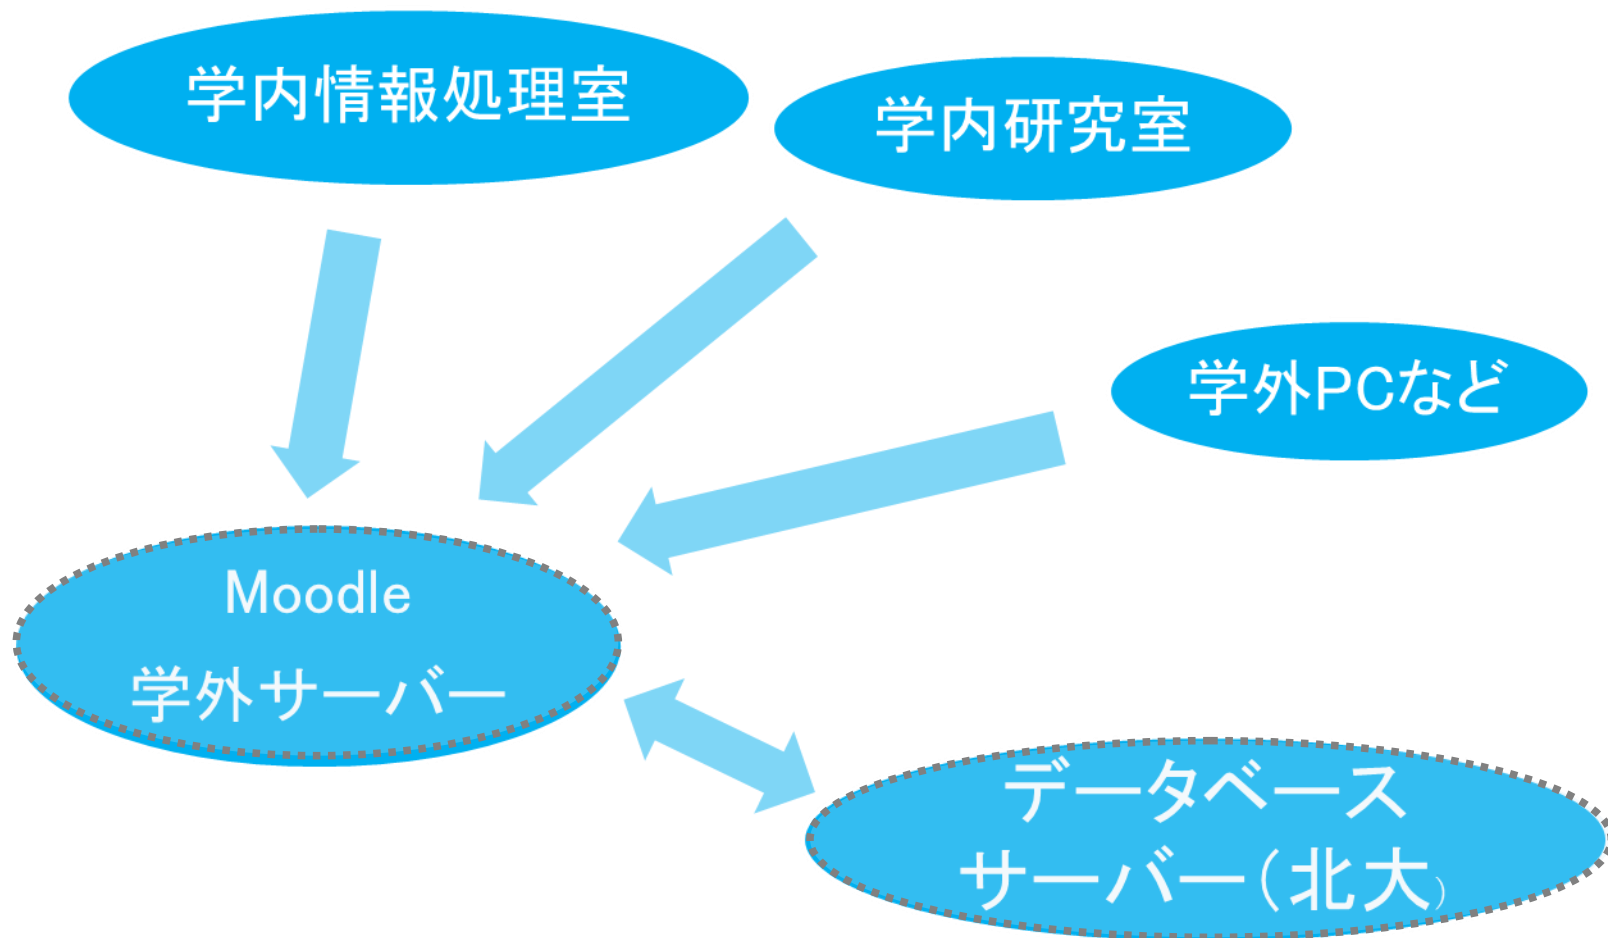 学内情報処理室
学内研究室
学外PCなど
Moodle
学外サーバー
データベース
サーバー（北大）